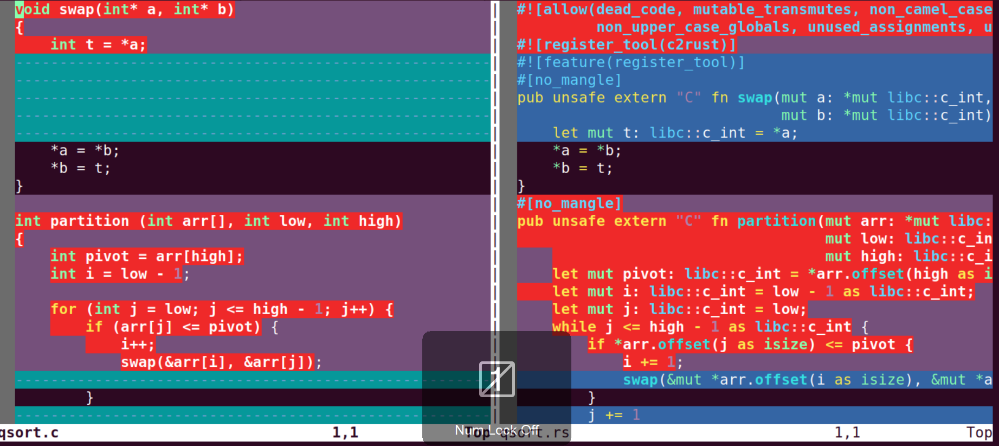 void swap(int* a, int* b)
{
    int t = *a;
    *a = *b;
    *b = t;
}
int partition (int arr[], int low, int high)
{
    int pivot = arr[high];
    int i = low - 1;
    for (int j = low; j <= high - 1; j++) {
        if (arr[j] <= pivot) {
            i++;
            swap(&arr[i], &arr[j]);
        }
qsort.c 1,1 Top
#![allow(dead_code, mutable_transmutes, non_camel_case
         non_upper_case_globals, unused_assignments, u
#![register_tool(c2rust)]
#![feature(register_tool)]
#[no_mangle]
pub unsafe extern "C" fn swap(mut a: *mut libc::c_int,
                              mut b: *mut libc::c_int)
    let mut t: libc::c_int = *a;
    *a = *b;
    *b = t;
}
#[no_mangle]
pub unsafe extern "C" fn partition(mut arr: *mut libc:
                                   mut low: libc::c_in
                                   mut high: libc::c_i
    let mut pivot: libc::c_int = *arr.offset(high as i
    let mut i: libc::c_int = low - 1 as libc::c_int;
    let mut j: libc::c_int = low;
    while j <= high - 1 as libc::c_int {
        if *arr.offset(j as isize) <= pivot {
            i += 1;
            swap(&mut *arr.offset(i as isize), &mut *a
        }
        j += 1
qsort.rs 1,1 Top
1
Num Lock Off